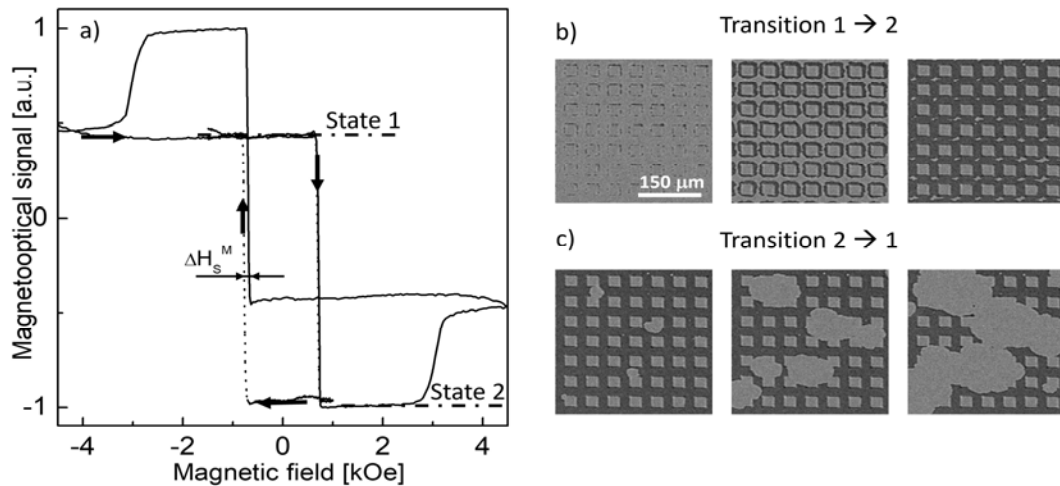 a)
Magnetooptical signal [a.u.]
1
0
-1
State 1
ΔH_S^M
State 2
-4 -2 0 2 4
Magnetic field [kOe]
b)
Transition 1 → 2
150 μm
c)
Transition 2 → 1